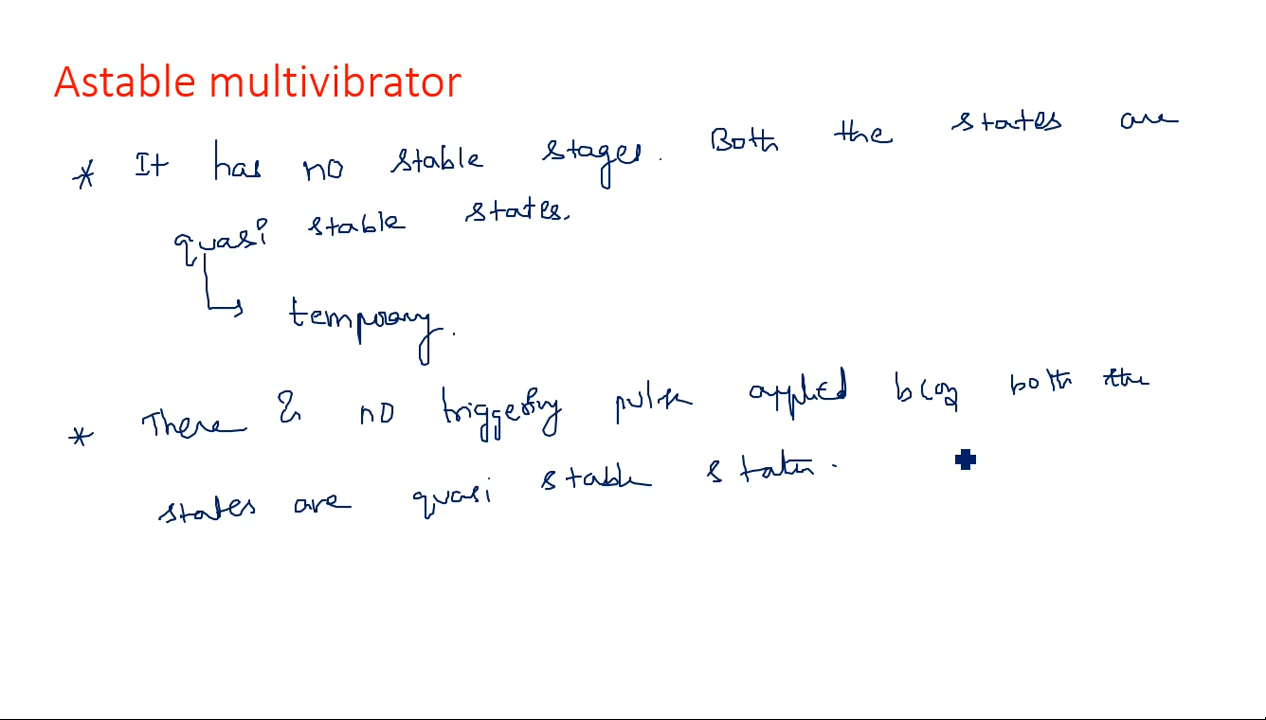 Astable multivibrator
* It has no stable stages. Both the states are
quasi stable states.
temporary.
* There is no triggering pulse applied bcoz both the
states are quasi stable states.